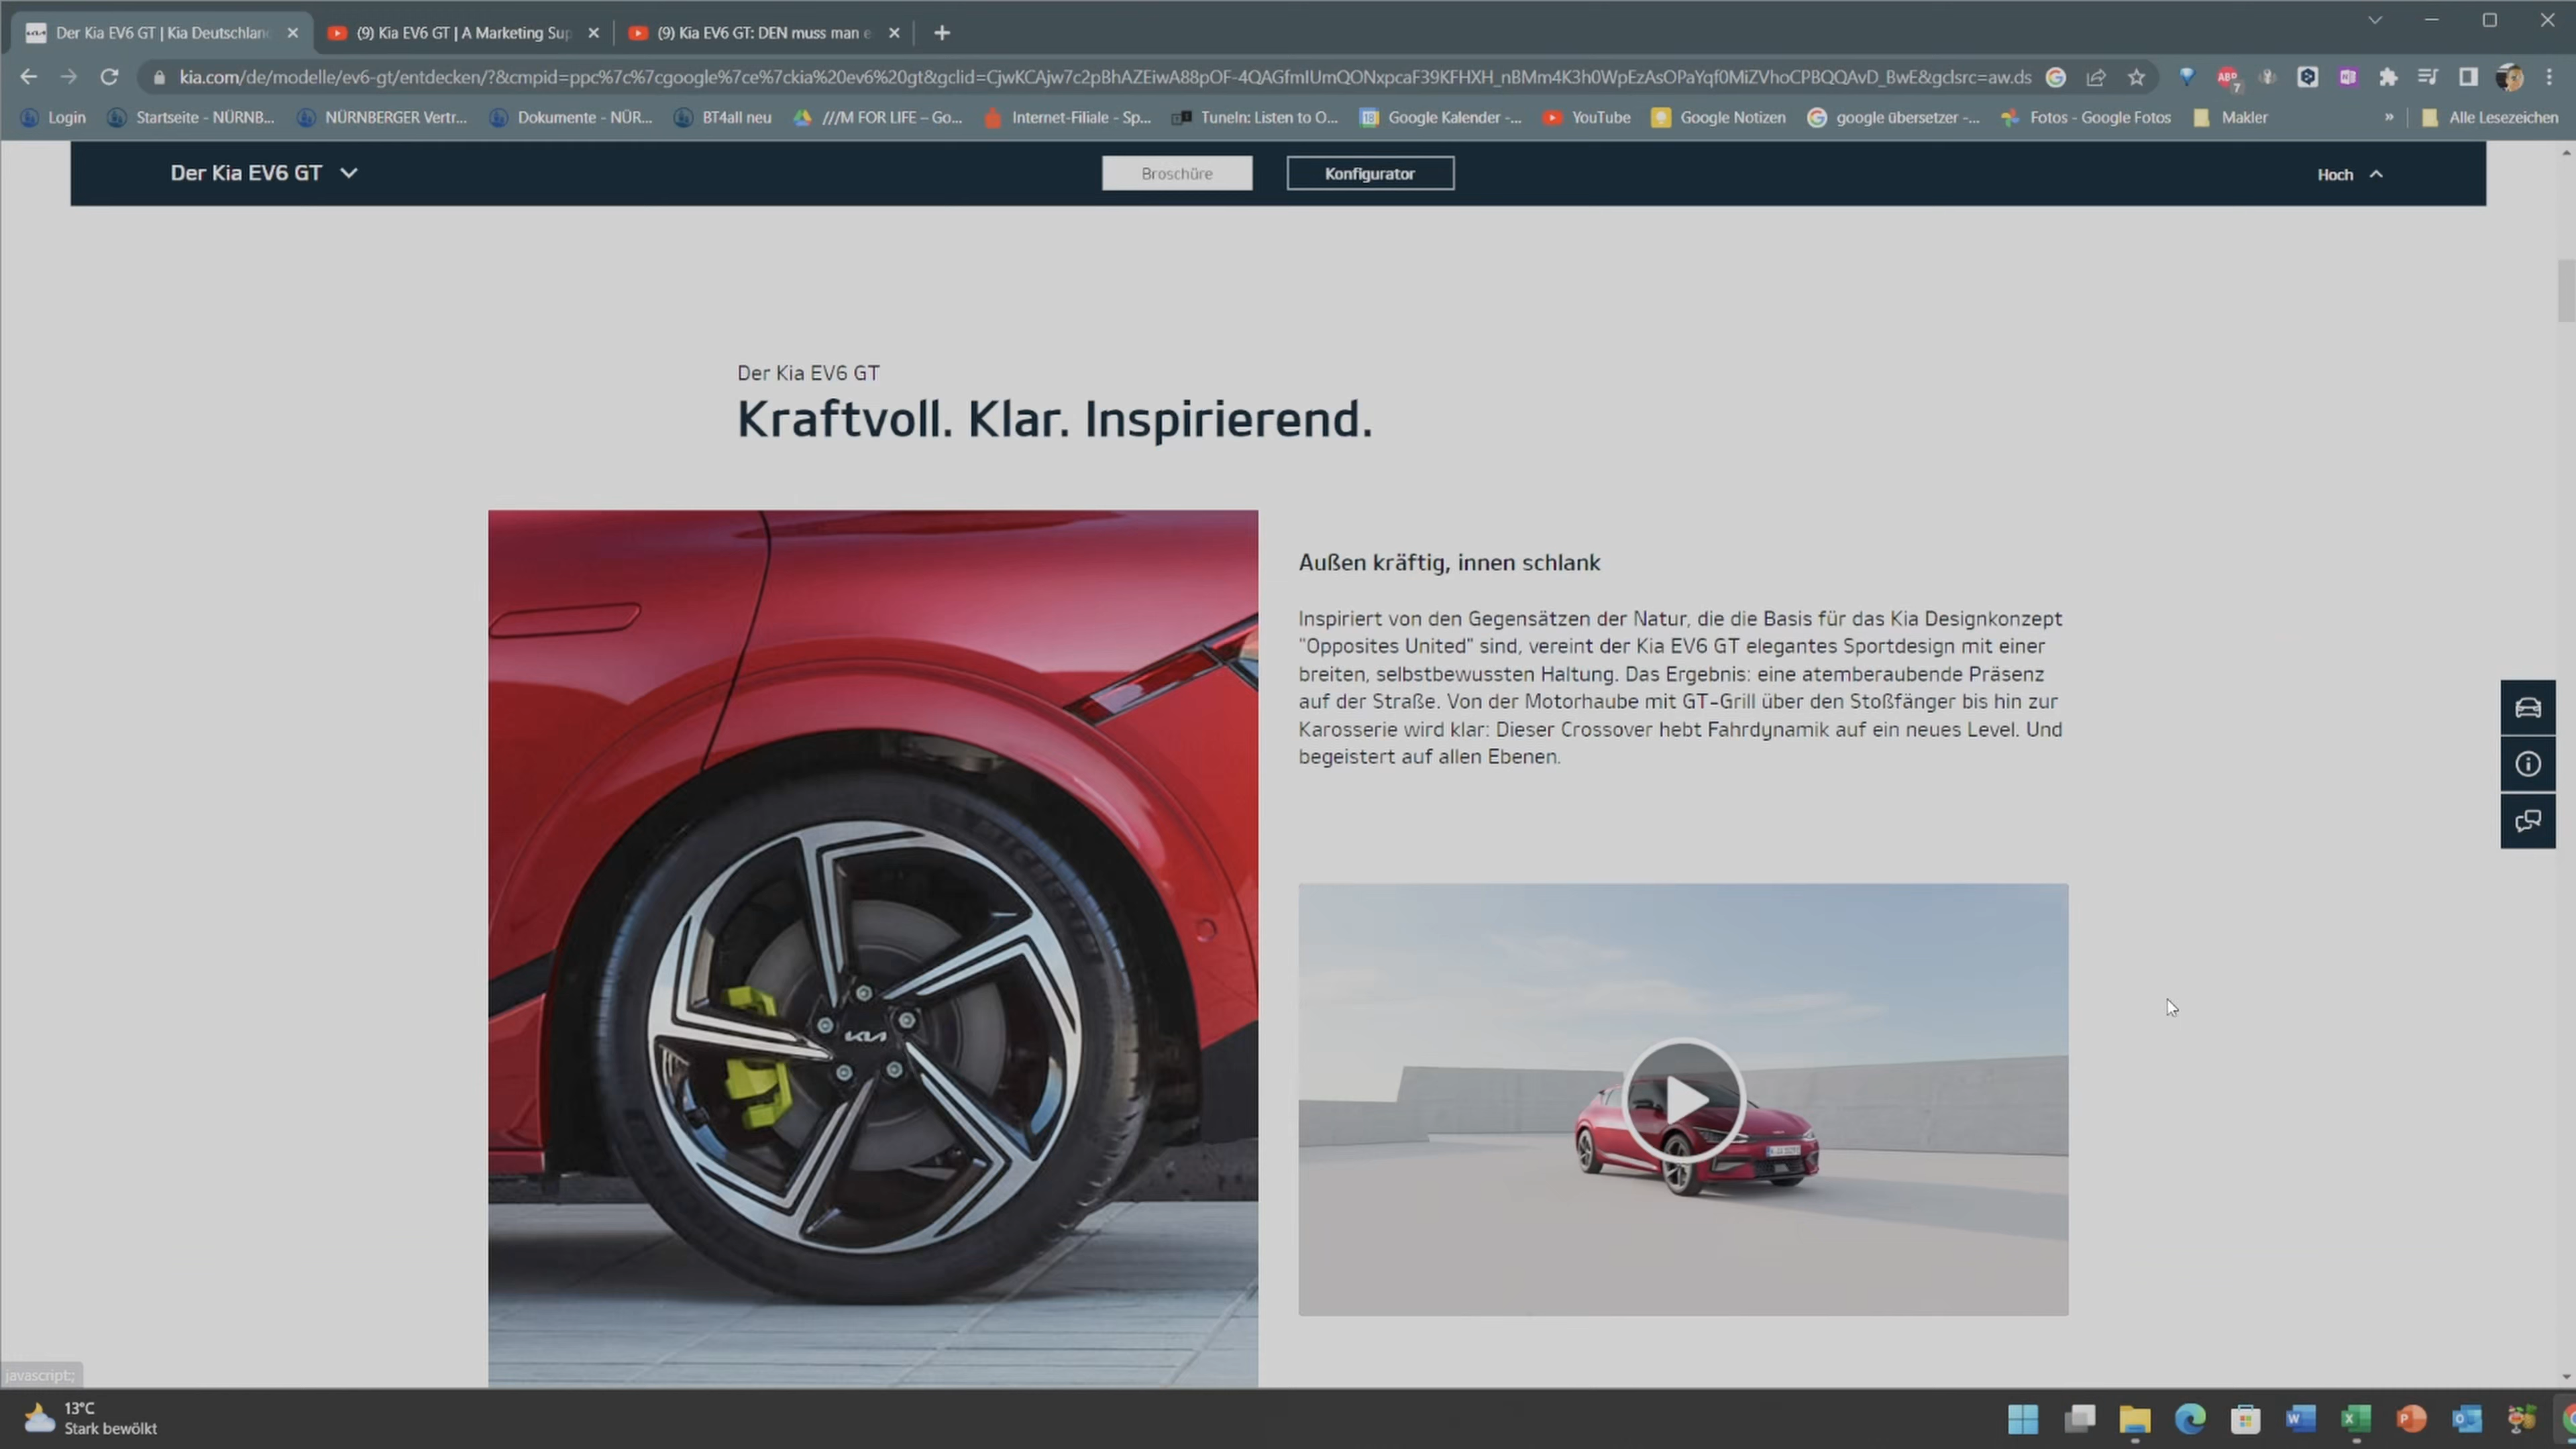 Der Kia EV6 GT | Kia Deutschland
(9) Kia EV6 GT | A Marketing Sup
(9) Kia EV6 GT: DEN muss man e
kia.com/de/modelle/ev6-gt/entdecken/?&cmpid=ppc%7c%7cgoogle%7ce%7ckia%20ev6%20gt&gclid=CjwKCAjw7c2pBhAZEiwA88pOF-4QAGfmIUmQONxpcaF39KFHXH_nBMm4K3h0WpEzAsOPaYqf0MiZVhoCPBQQAvD_BwE&gclsrc=aw.ds
ABP
7
Login
Startseite - NÜRNB...
NÜRNBERGER Vertr...
Dokumente - NÜR...
BT4all neu
///M FOR LIFE – Go...
Internet-Filiale - Sp...
TuneIn: Listen to O...
18
Google Kalender -...
YouTube
Google Notizen
google übersetzer -...
Fotos - Google Fotos
Makler
»
Alle Lesezeichen
Der Kia EV6 GT
Broschüre
Konfigurator
Hoch
Der Kia EV6 GT
Kraftvoll. Klar. Inspirierend.
Außen kräftig, innen schlank
Inspiriert von den Gegensätzen der Natur, die die Basis für das Kia Designkonzept
"Opposites United" sind, vereint der Kia EV6 GT elegantes Sportdesign mit einer
breiten, selbstbewussten Haltung. Das Ergebnis: eine atemberaubende Präsenz
auf der Straße. Von der Motorhaube mit GT-Grill über den Stoßfänger bis hin zur
Karosserie wird klar: Dieser Crossover hebt Fahrdynamik auf ein neues Level. Und
begeistert auf allen Ebenen.
KIA
javascript:;
13°C
Stark bewölkt